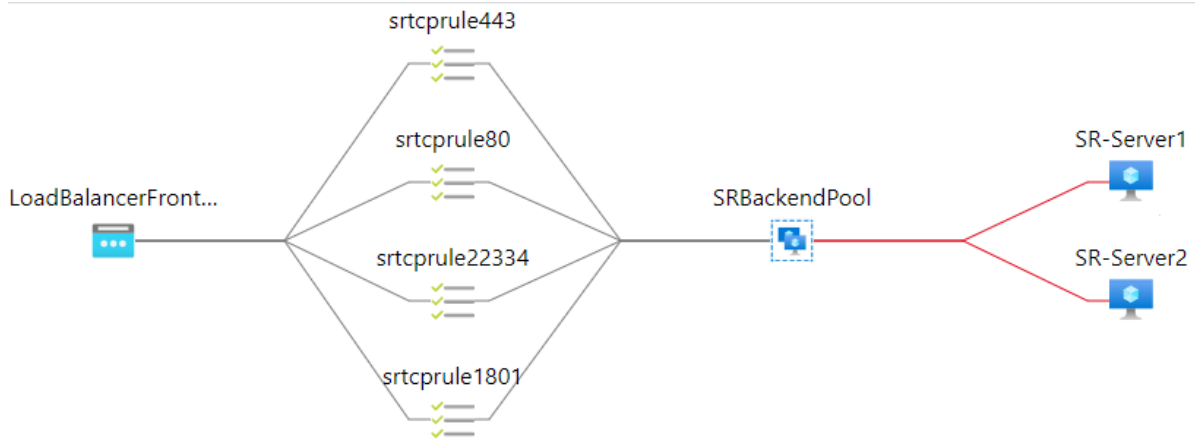 srtcprule443
srtcprule80
LoadBalancerFront...
srtcprule22334
srtcprule1801
SRBackendPool
SR-Server1
SR-Server2